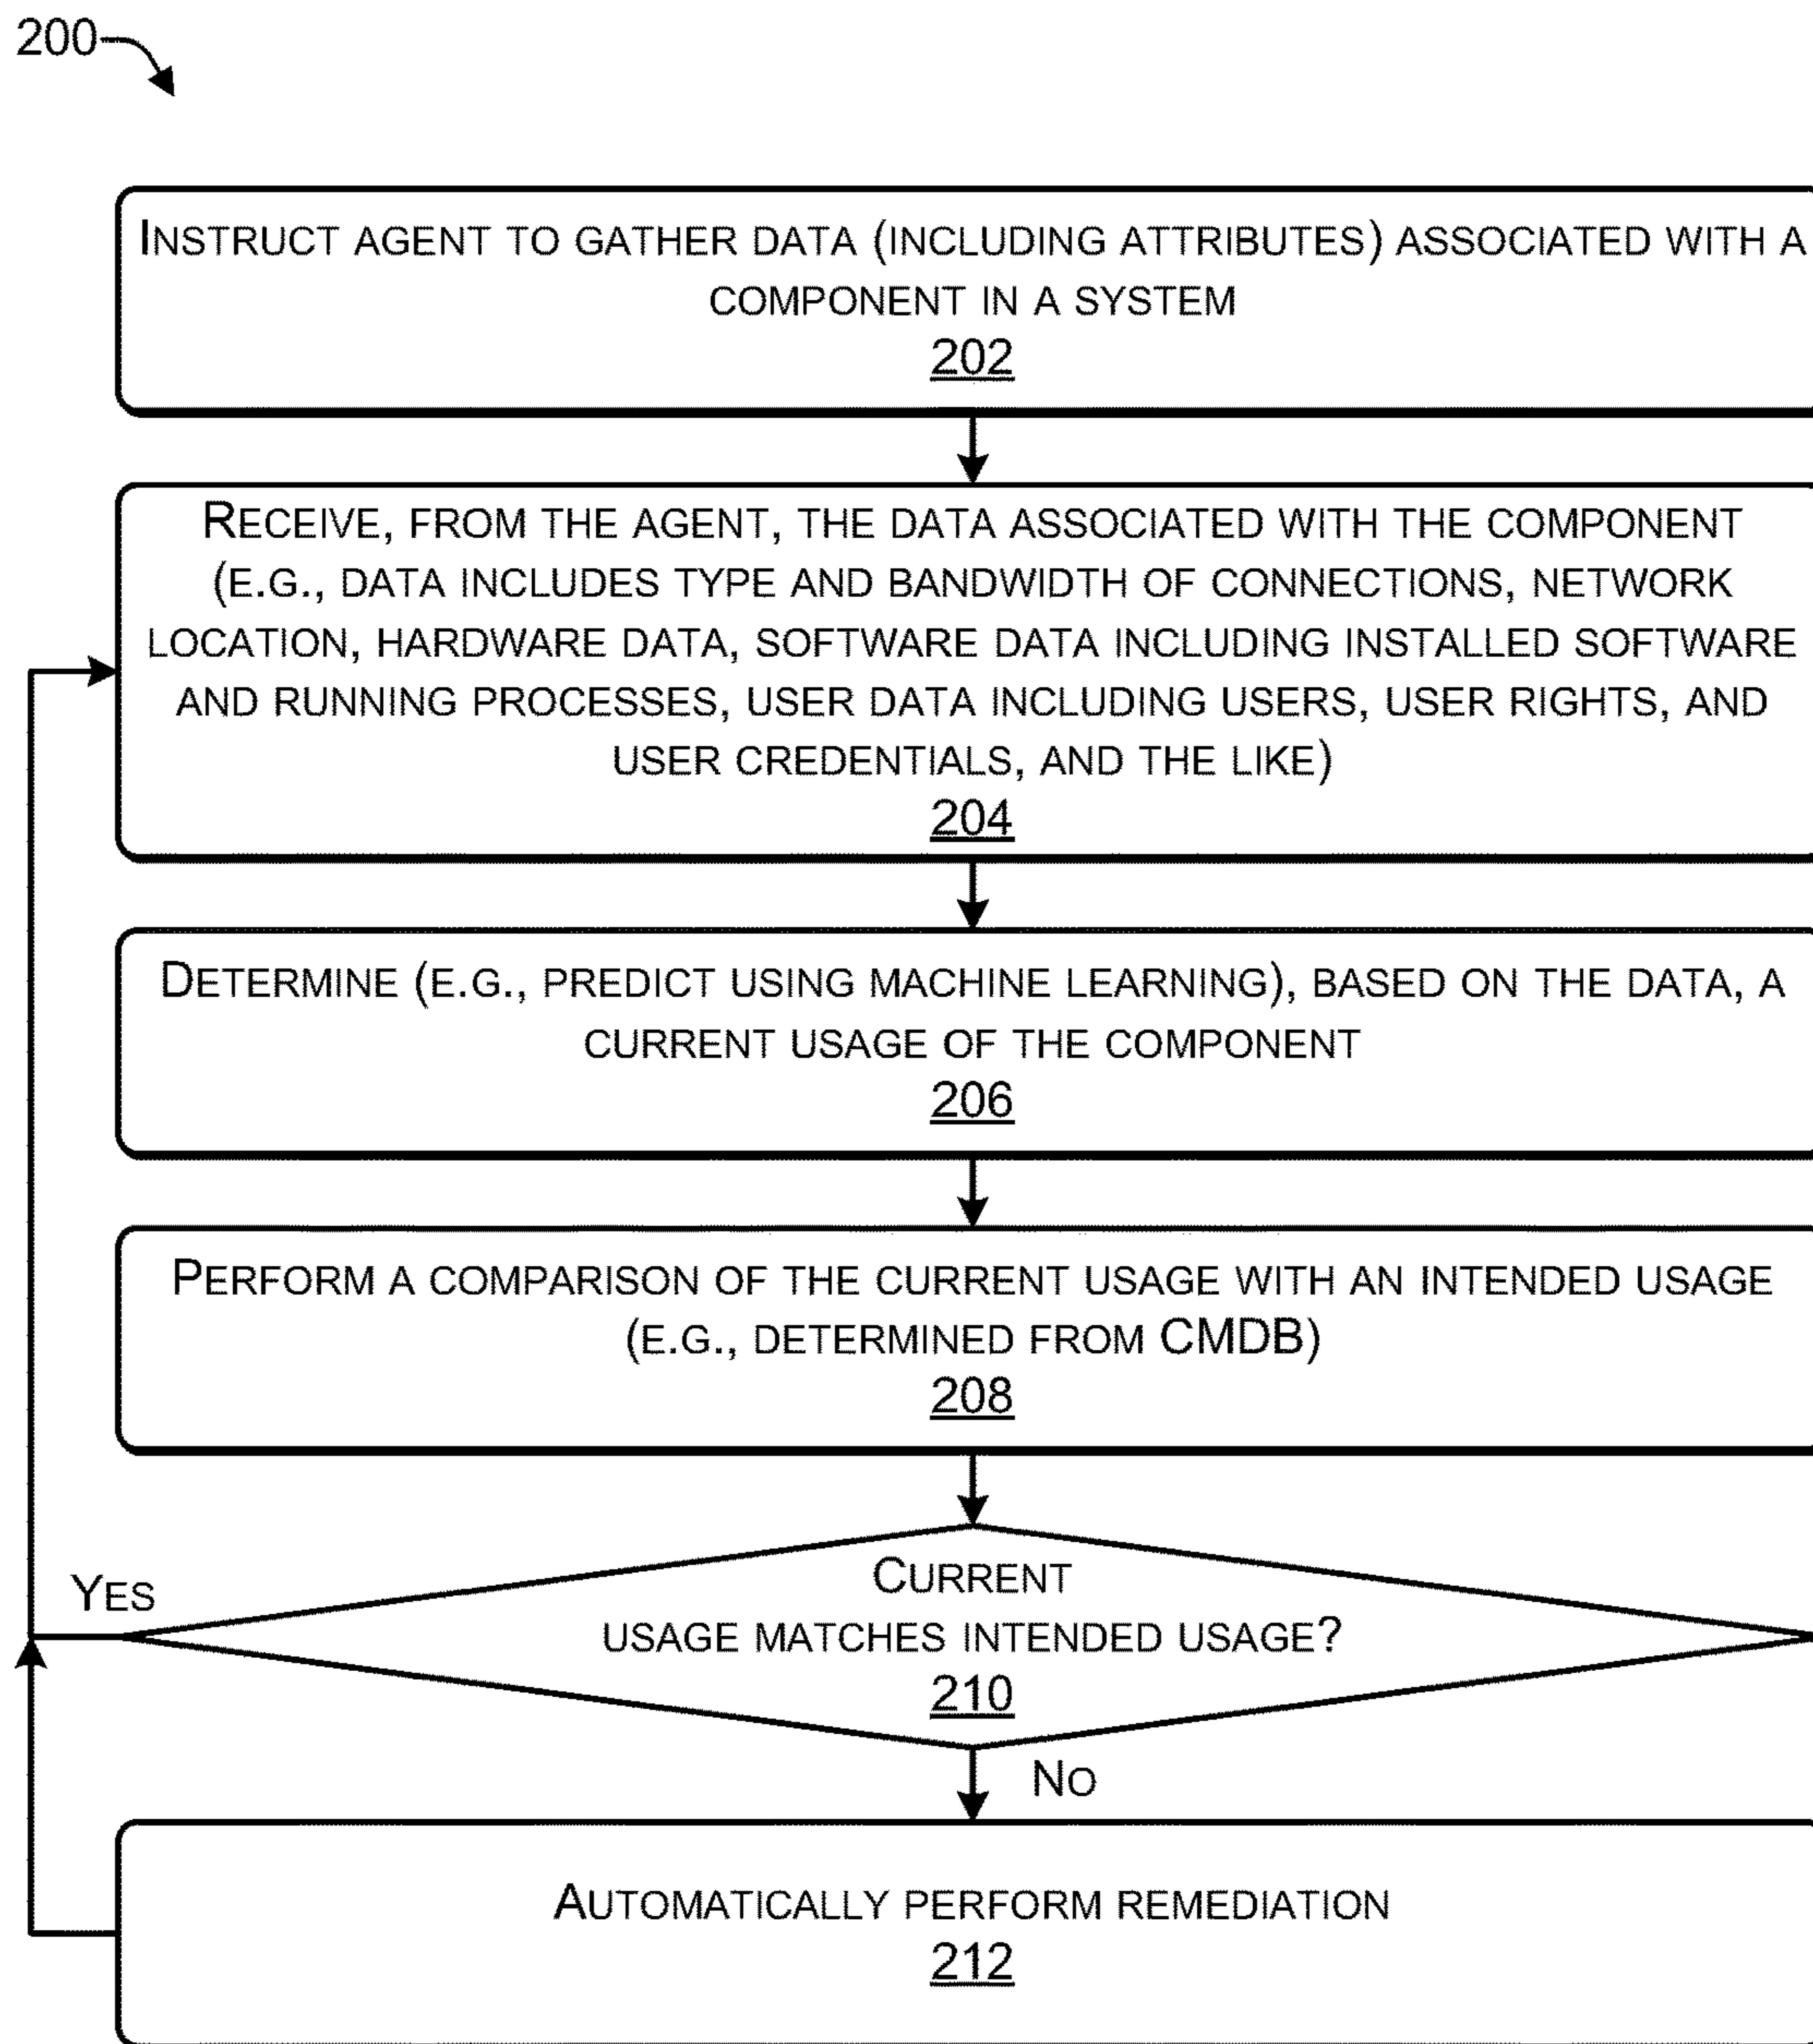 200
INSTRUCT AGENT TO GATHER DATA (INCLUDING ATTRIBUTES) ASSOCIATED WITH A
COMPONENT IN A SYSTEM
202
RECEIVE, FROM THE AGENT, THE DATA ASSOCIATED WITH THE COMPONENT
(E.G., DATA INCLUDES TYPE AND BANDWIDTH OF CONNECTIONS, NETWORK
LOCATION, HARDWARE DATA, SOFTWARE DATA INCLUDING INSTALLED SOFTWARE
AND RUNNING PROCESSES, USER DATA INCLUDING USERS, USER RIGHTS, AND
USER CREDENTIALS, AND THE LIKE)
204
DETERMINE (E.G., PREDICT USING MACHINE LEARNING), BASED ON THE DATA, A
CURRENT USAGE OF THE COMPONENT
206
PERFORM A COMPARISON OF THE CURRENT USAGE WITH AN INTENDED USAGE
(E.G., DETERMINED FROM CMDB)
208
YES
CURRENT
USAGE MATCHES INTENDED USAGE?
210
NO
AUTOMATICALLY PERFORM REMEDIATION
212